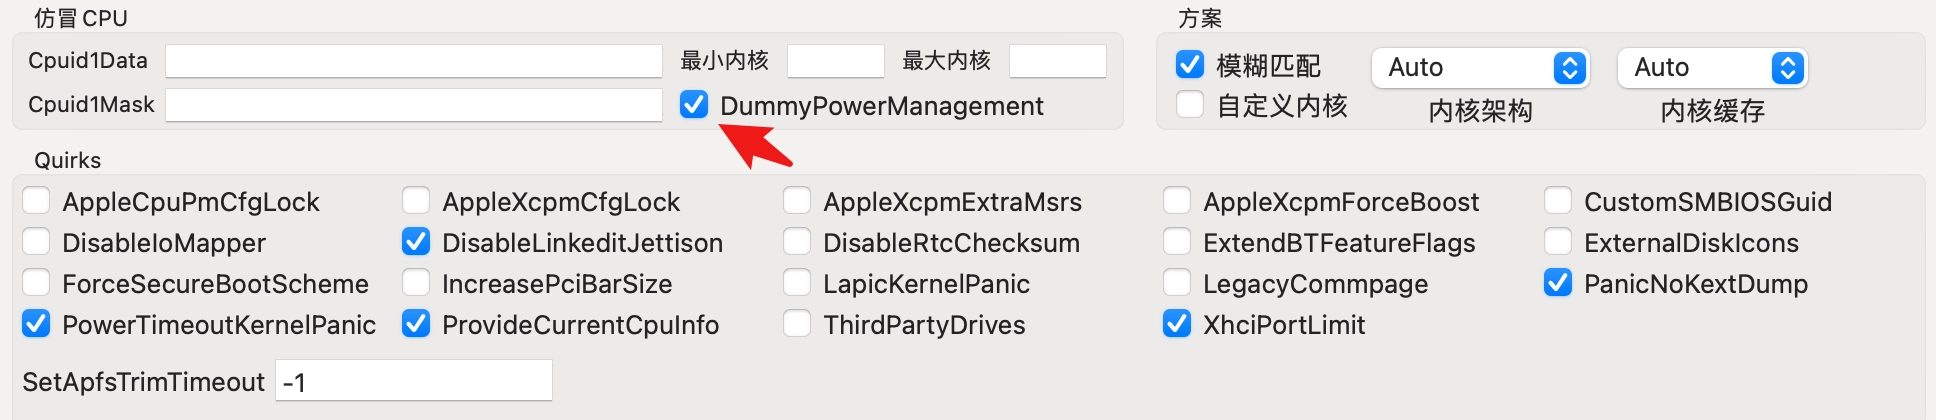 仿冒 CPU
Cpuid1Data 最小内核 最大内核
Cpuid1Mask DummyPowerManagement
方案
模糊匹配 Auto Auto
自定义内核 内核架构 内核缓存
Quirks
AppleCpuPmCfgLock AppleXcpmCfgLock AppleXcpmExtraMsrs AppleXcpmForceBoost CustomSMBIOSGuid
DisableIoMapper DisableLinkeditJettison DisableRtcChecksum ExtendBTFeatureFlags ExternalDiskIcons
ForceSecureBootScheme IncreasePciBarSize LapicKernelPanic LegacyCommpage PanicNoKextDump
PowerTimeoutKernelPanic ProvideCurrentCpuInfo ThirdPartyDrives XhciPortLimit
SetApfsTrimTimeout -1